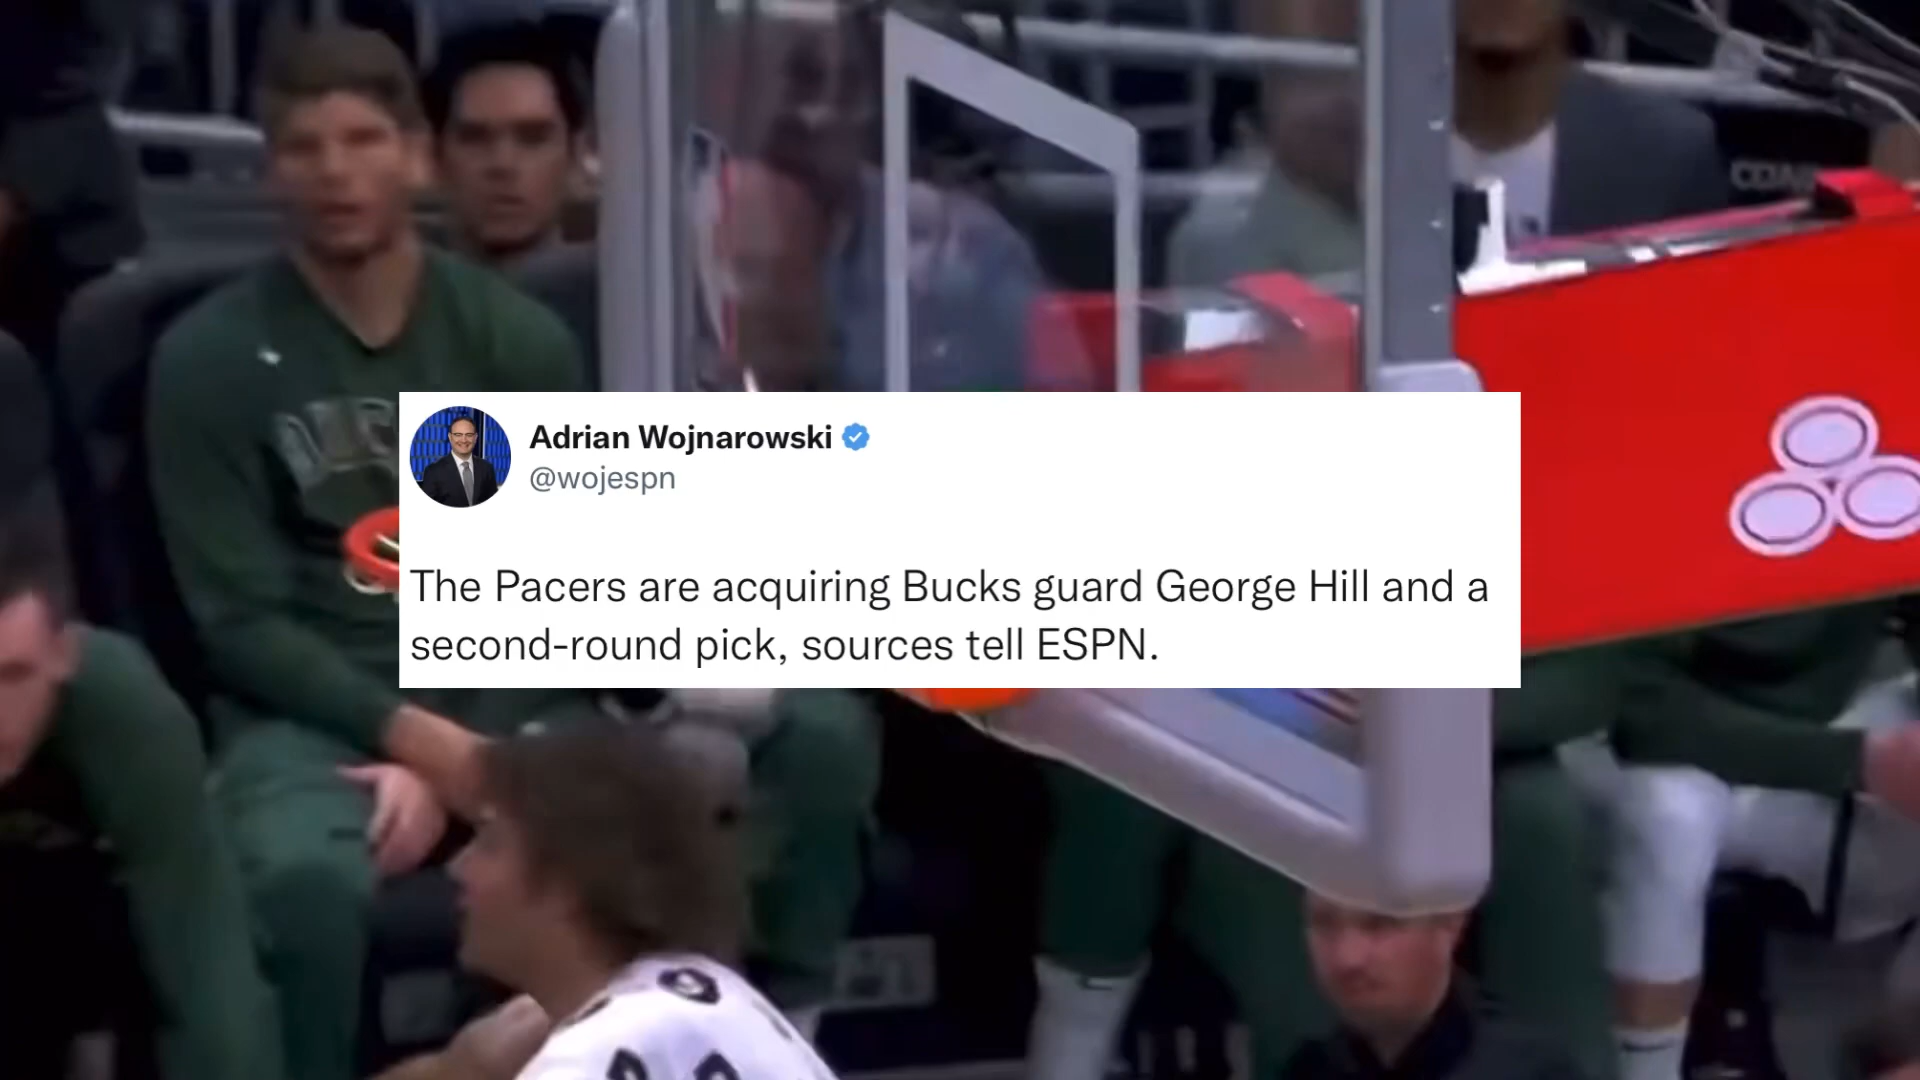 Adrian Wojnarowski
@wojespn
The Pacers are acquiring Bucks guard George Hill and a
second-round pick, sources tell ESPN.